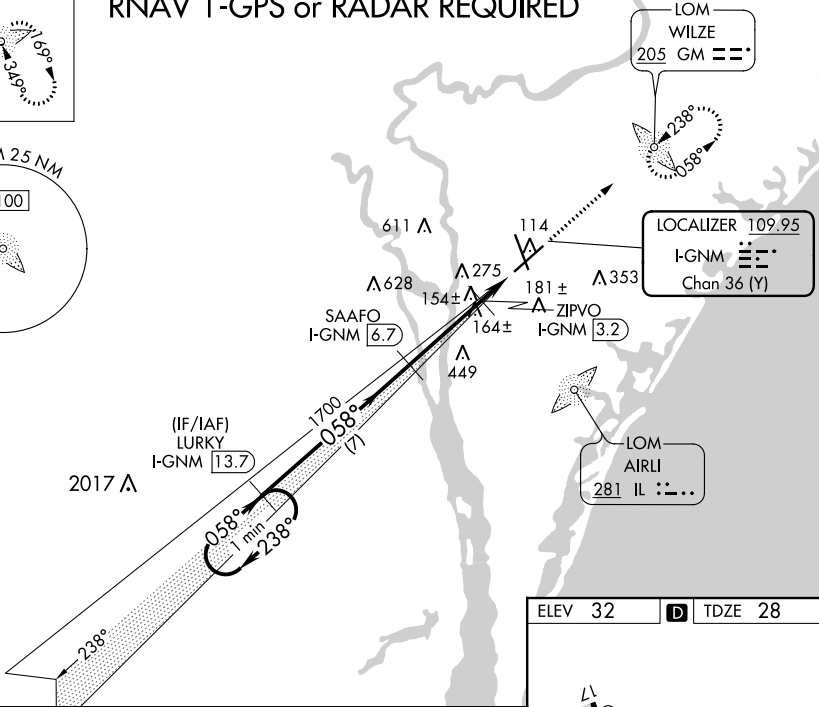 RNAV 1-GPS or RADAR REQUIRED
169°
349°
25 NM
LOM
WILZE
205 GM
238°
058°
611
114
LOCALIZER 109.95
I-GNM
Chan 36 (Y)
628
275
154±
181 ±
353
SAAFO
I-GNM 6.7
164±
ZIPVO
I-GNM 3.2
449
1700
058°
(7)
(IF/IAF)
LURKY
I-GNM 13.7
LOM
AIRLI
281 IL
2017
058°
1 min
238°
238°
ELEV 32 D TDZE 28
17